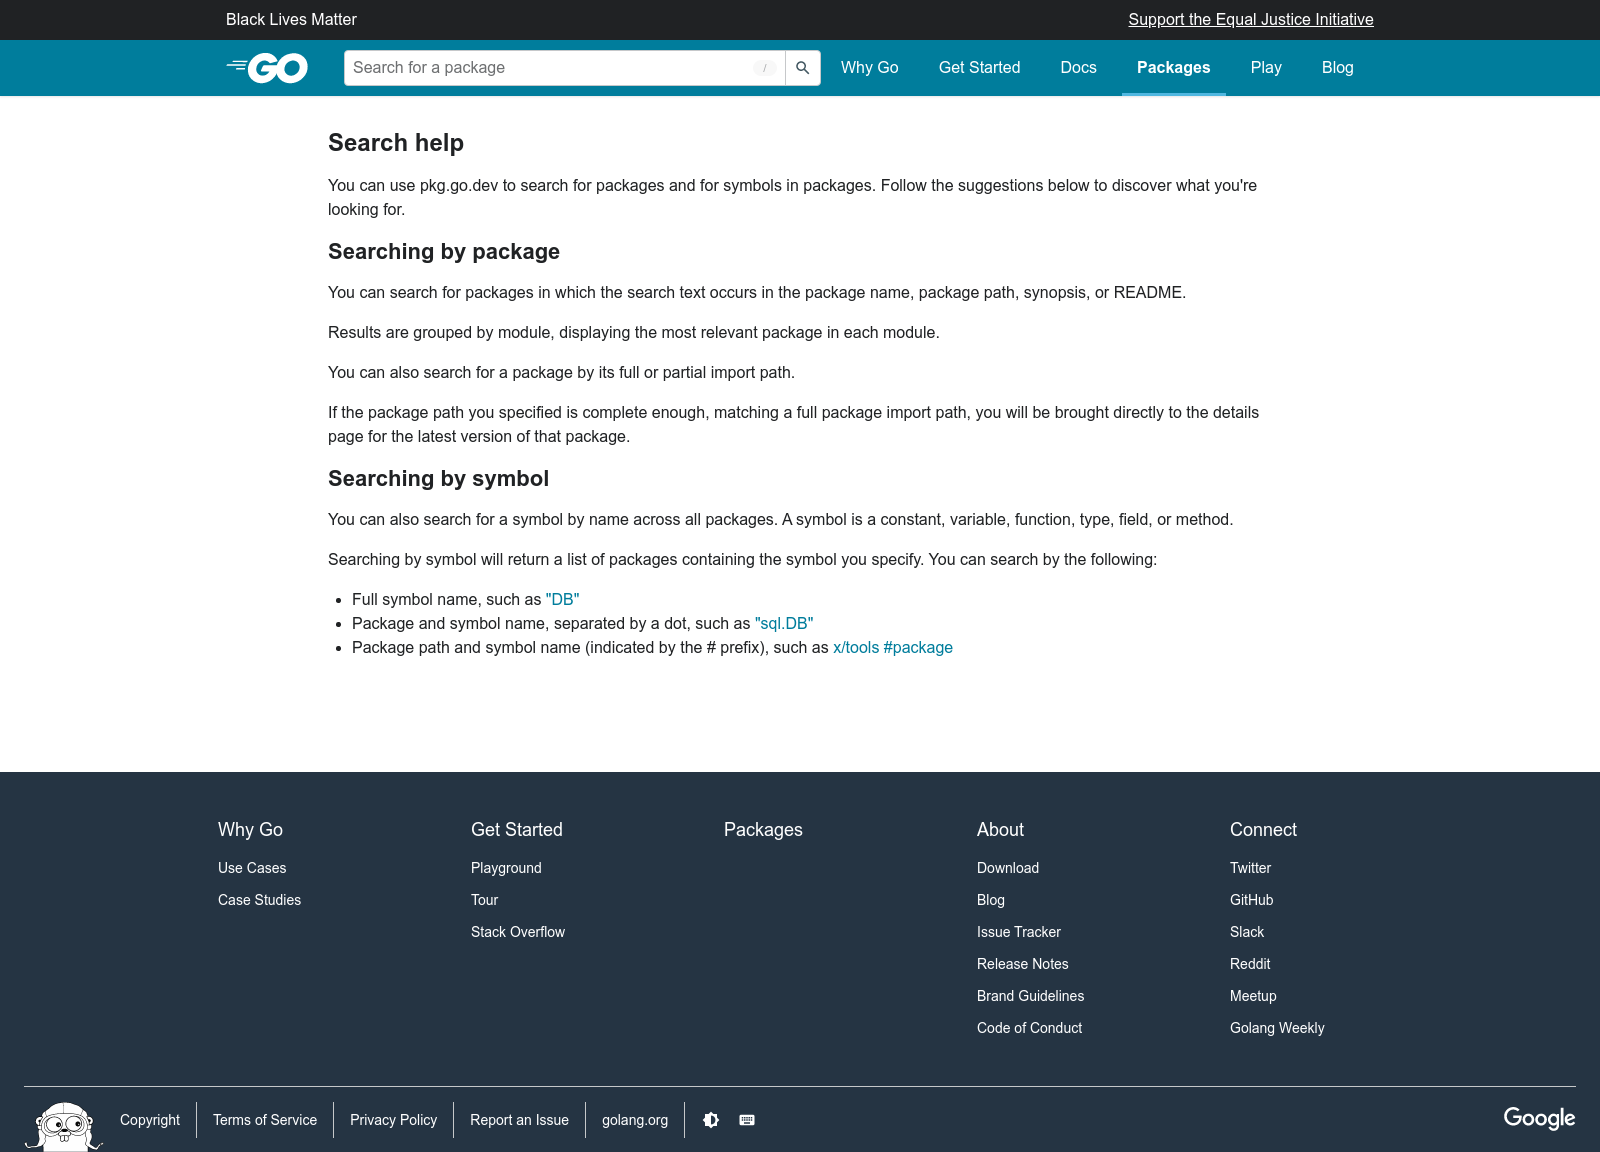 Black Lives Matter
Support the Equal Justice Initiative
GO
Search for a package
/
Why Go
Get Started
Docs
Packages
Play
Blog
Search help
You can use pkg.go.dev to search for packages and for symbols in packages. Follow the suggestions below to discover what you're
looking for.
Searching by package
You can search for packages in which the search text occurs in the package name, package path, synopsis, or README.
Results are grouped by module, displaying the most relevant package in each module.
You can also search for a package by its full or partial import path.
If the package path you specified is complete enough, matching a full package import path, you will be brought directly to the details
page for the latest version of that package.
Searching by symbol
You can also search for a symbol by name across all packages. A symbol is a constant, variable, function, type, field, or method.
Searching by symbol will return a list of packages containing the symbol you specify. You can search by the following:
Full symbol name, such as "DB"
Package and symbol name, separated by a dot, such as "sql.DB"
Package path and symbol name (indicated by the # prefix), such as x/tools #package
Why Go
Use Cases
Case Studies
Get Started
Playground
Tour
Stack Overflow
Packages
About
Download
Blog
Issue Tracker
Release Notes
Brand Guidelines
Code of Conduct
Connect
Twitter
GitHub
Slack
Reddit
Meetup
Golang Weekly
Copyright
Terms of Service
Privacy Policy
Report an Issue
golang.org
Google